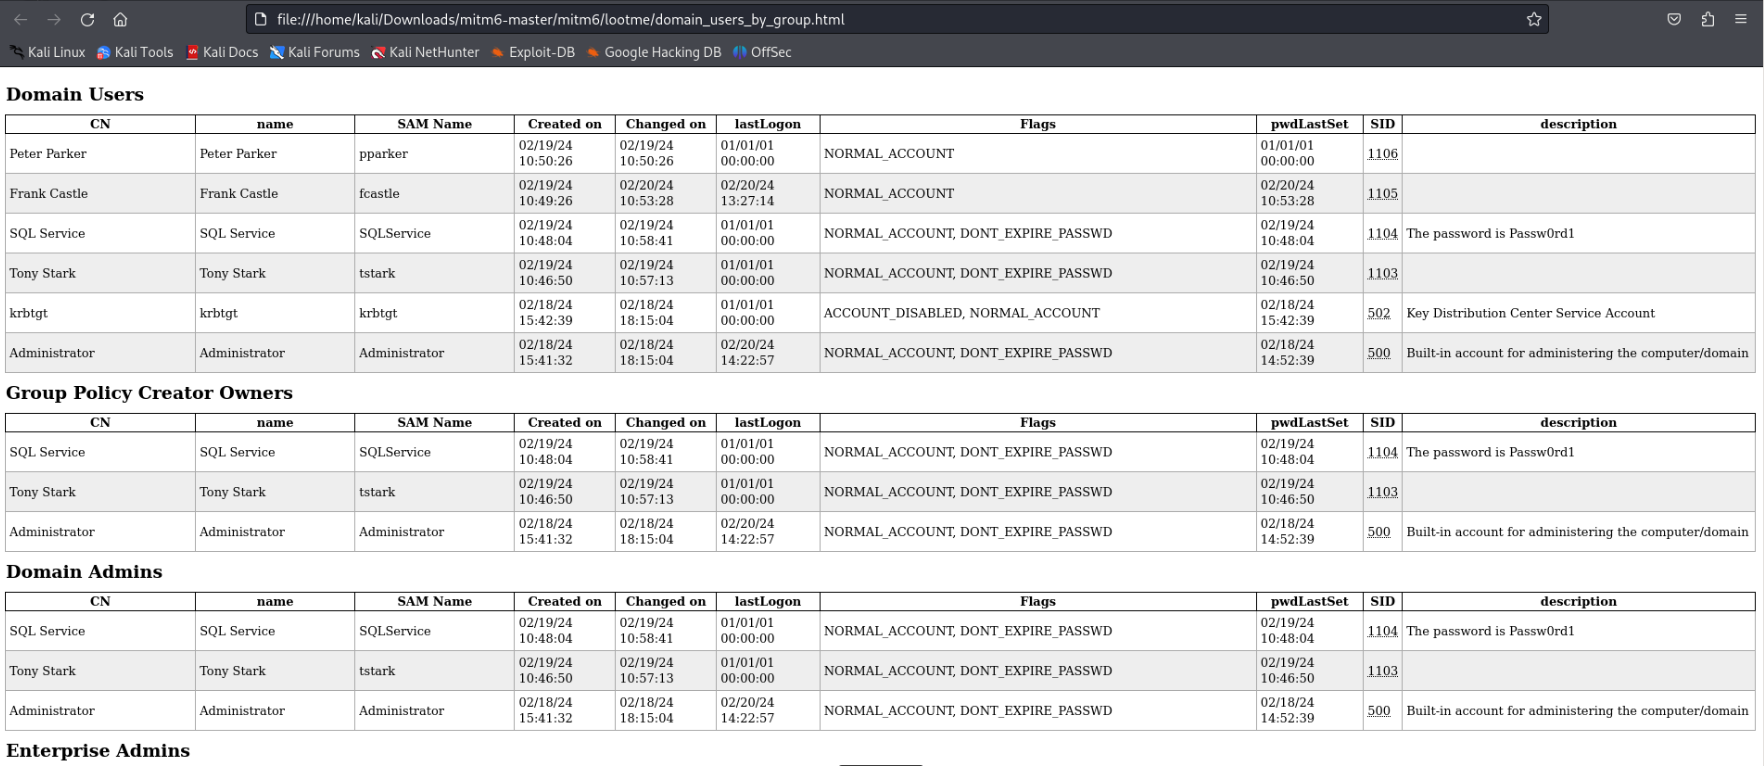 file:///home/kali/Downloads/mitm6-master/mitm6/lootme/domain_users_by_group.html
Kali Linux Kali Tools Kali Docs Kali Forums Kali NetHunter Exploit-DB Google Hacking DB OffSec
Domain Users
CN name SAM Name Created on Changed on lastLogon Flags pwdLastSet SID description
Peter Parker Peter Parker pparker 02/19/24 10:50:26 02/19/24 10:50:26 01/01/01 00:00:00 NORMAL_ACCOUNT 01/01/01 00:00:00 1106
Frank Castle Frank Castle fcastle 02/19/24 10:49:26 02/20/24 10:53:28 02/20/24 13:27:14 NORMAL_ACCOUNT 02/20/24 10:53:28 1105
SQL Service SQL Service SQLService 02/19/24 10:48:04 02/19/24 10:58:41 01/01/01 00:00:00 NORMAL_ACCOUNT, DONT_EXPIRE_PASSWD 02/19/24 10:48:04 1104 The password is Passw0rd1
Tony Stark Tony Stark tstark 02/19/24 10:46:50 02/19/24 10:57:13 01/01/01 00:00:00 NORMAL_ACCOUNT, DONT_EXPIRE_PASSWD 02/19/24 10:46:50 1103
krbtgt krbtgt krbtgt 02/18/24 15:42:39 02/18/24 18:15:04 01/01/01 00:00:00 ACCOUNT_DISABLED, NORMAL_ACCOUNT 02/18/24 15:42:39 502 Key Distribution Center Service Account
Administrator Administrator Administrator 02/18/24 15:41:32 02/18/24 18:15:04 02/20/24 14:22:57 NORMAL_ACCOUNT, DONT_EXPIRE_PASSWD 02/18/24 14:52:39 500 Built-in account for administering the computer/domain
Group Policy Creator Owners
CN name SAM Name Created on Changed on lastLogon Flags pwdLastSet SID description
SQL Service SQL Service SQLService 02/19/24 10:48:04 02/19/24 10:58:41 01/01/01 00:00:00 NORMAL_ACCOUNT, DONT_EXPIRE_PASSWD 02/19/24 10:48:04 1104 The password is Passw0rd1
Tony Stark Tony Stark tstark 02/19/24 10:46:50 02/19/24 10:57:13 01/01/01 00:00:00 NORMAL_ACCOUNT, DONT_EXPIRE_PASSWD 02/19/24 10:46:50 1103
Administrator Administrator Administrator 02/18/24 15:41:32 02/18/24 18:15:04 02/20/24 14:22:57 NORMAL_ACCOUNT, DONT_EXPIRE_PASSWD 02/18/24 14:52:39 500 Built-in account for administering the computer/domain
Domain Admins
CN name SAM Name Created on Changed on lastLogon Flags pwdLastSet SID description
SQL Service SQL Service SQLService 02/19/24 10:48:04 02/19/24 10:58:41 01/01/01 00:00:00 NORMAL_ACCOUNT, DONT_EXPIRE_PASSWD 02/19/24 10:48:04 1104 The password is Passw0rd1
Tony Stark Tony Stark tstark 02/19/24 10:46:50 02/19/24 10:57:13 01/01/01 00:00:00 NORMAL_ACCOUNT, DONT_EXPIRE_PASSWD 02/19/24 10:46:50 1103
Administrator Administrator Administrator 02/18/24 15:41:32 02/18/24 18:15:04 02/20/24 14:22:57 NORMAL_ACCOUNT, DONT_EXPIRE_PASSWD 02/18/24 14:52:39 500 Built-in account for administering the computer/domain
Enterprise Admins